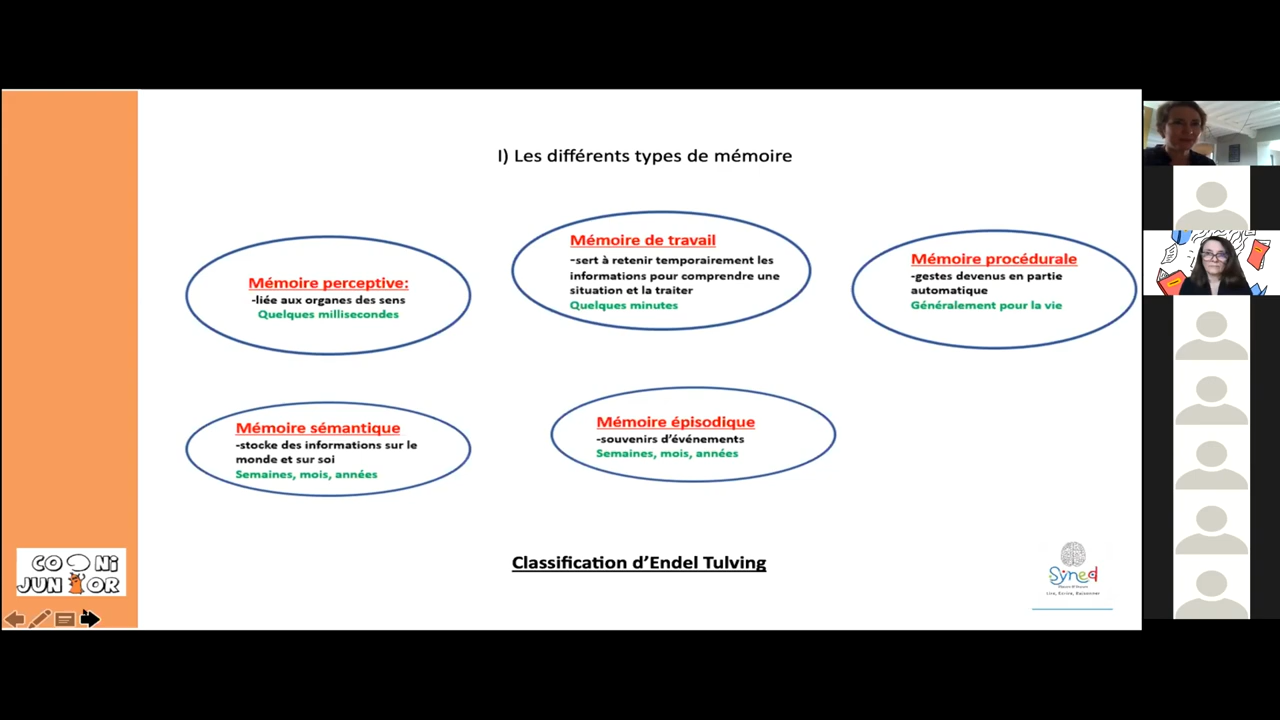 I) Les différents types de mémoire
Mémoire perceptive:
-liée aux organes des sens
Quelques millisecondes
Mémoire de travail
-sert à retenir temporairement les
informations pour comprendre une
situation et la traiter
Quelques minutes
Mémoire procédurale
-gestes devenus en partie
automatique
Généralement pour la vie
Mémoire sémantique
-stocke des informations sur le
monde et sur soi
Semaines, mois, années
Mémoire épisodique
-souvenirs d’événements
Semaines, mois, années
Classification d’Endel Tulving
COGNI
JUNIOR
Syned
Lire, Ecrire, Raisonner